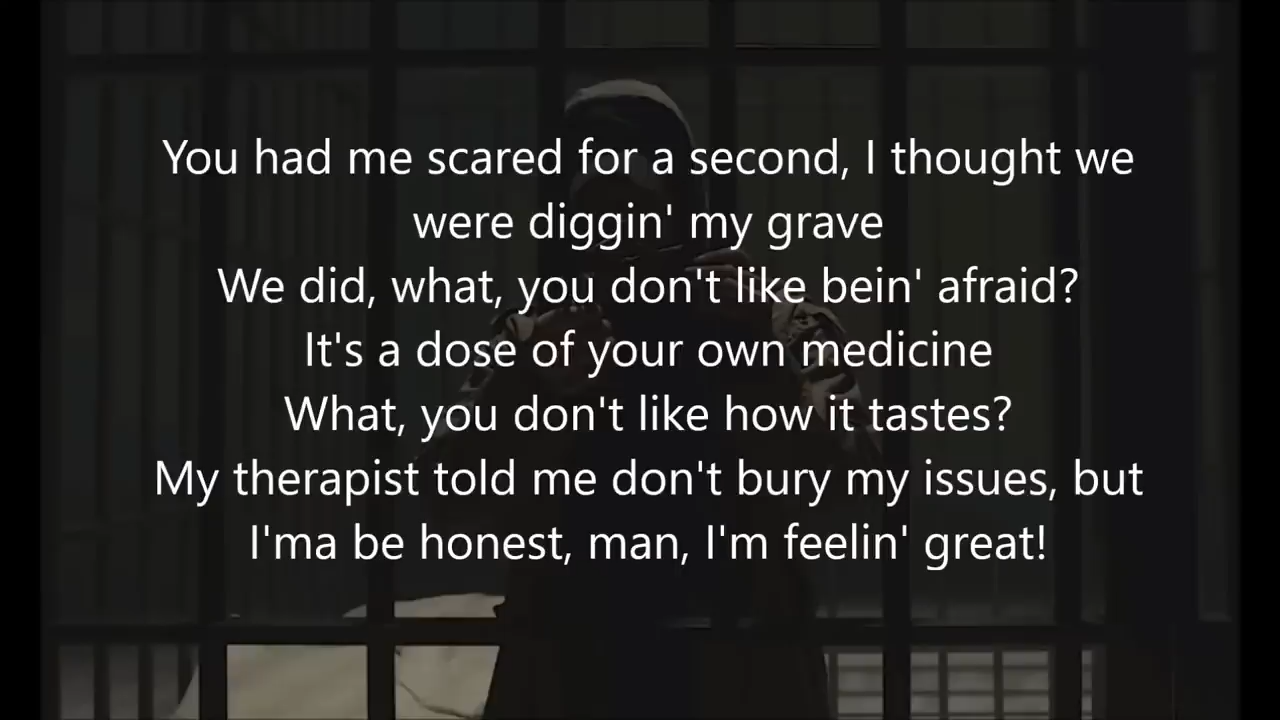 You had me scared for a second, I thought we
were diggin' my grave
We did, what, you don't like bein' afraid?
It's a dose of your own medicine
What, you don't like how it tastes?
My therapist told me don't bury my issues, but
I'ma be honest, man, I'm feelin' great!